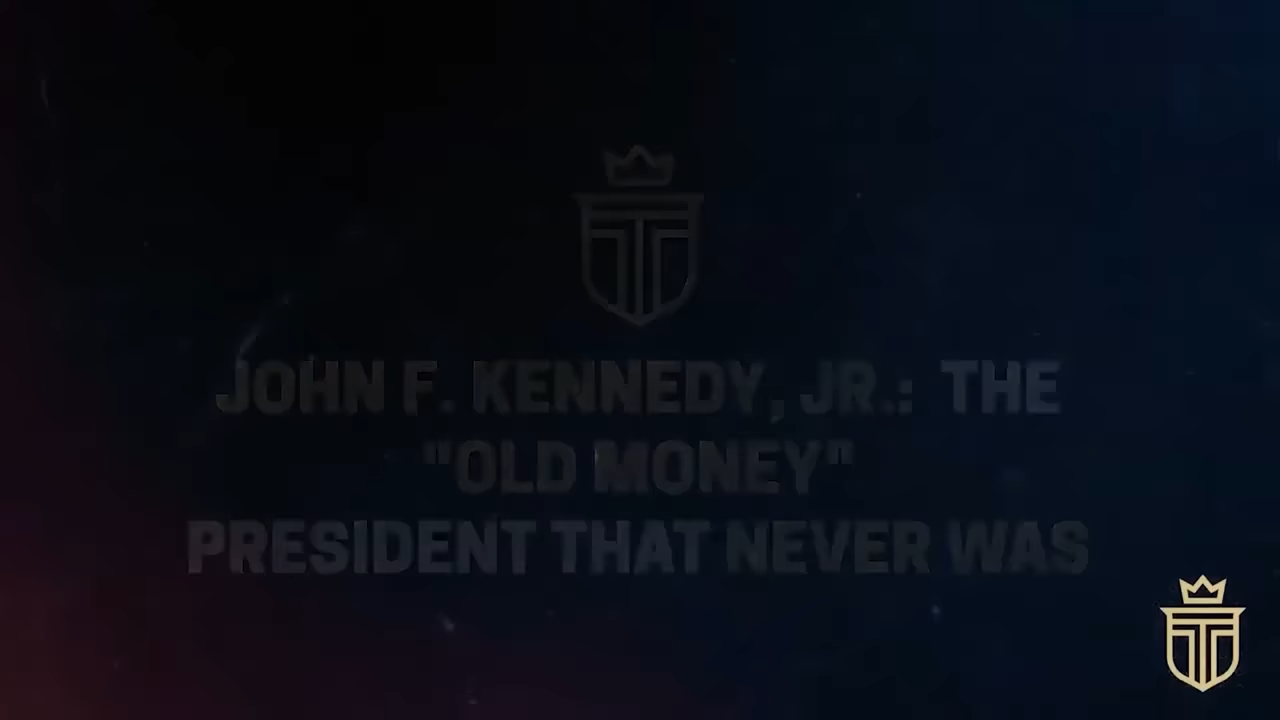 JOHN F. KENNEDY, JR.: THE
"OLD MONEY"
PRESIDENT THAT NEVER WAS